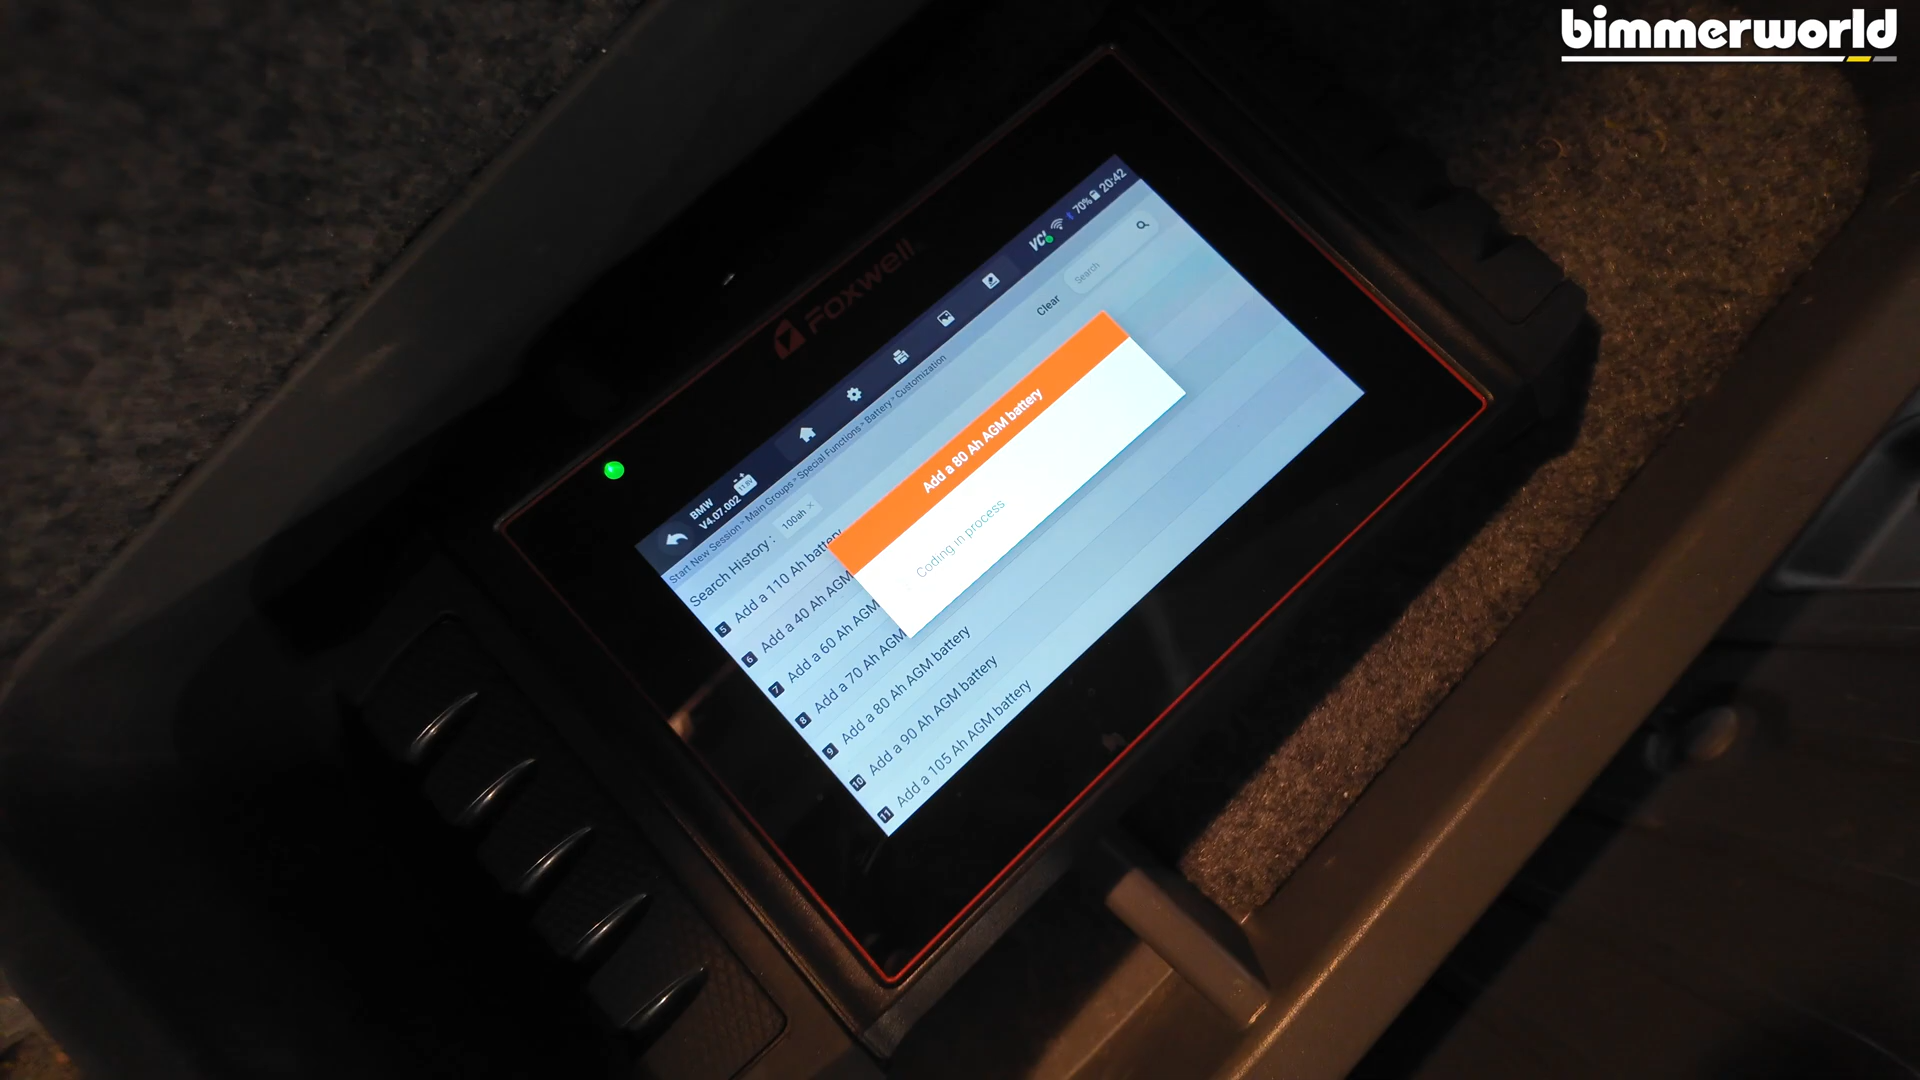 bimmerworld
Foxwell
BMW
V4.07.002
11.8V
VCI
70%
20:42
Start New Session > Main Groups > Special Functions > Battery > Customization
Search History :
100ah ×
Clear
Search
5 Add a 110 Ah battery
6 Add a 40 Ah AGM
7 Add a 60 Ah AGM
8 Add a 70 Ah AGM
9 Add a 80 Ah AGM battery
10 Add a 90 Ah AGM battery
11 Add a 105 Ah AGM battery
Add a 80 Ah AGM battery
Coding in process